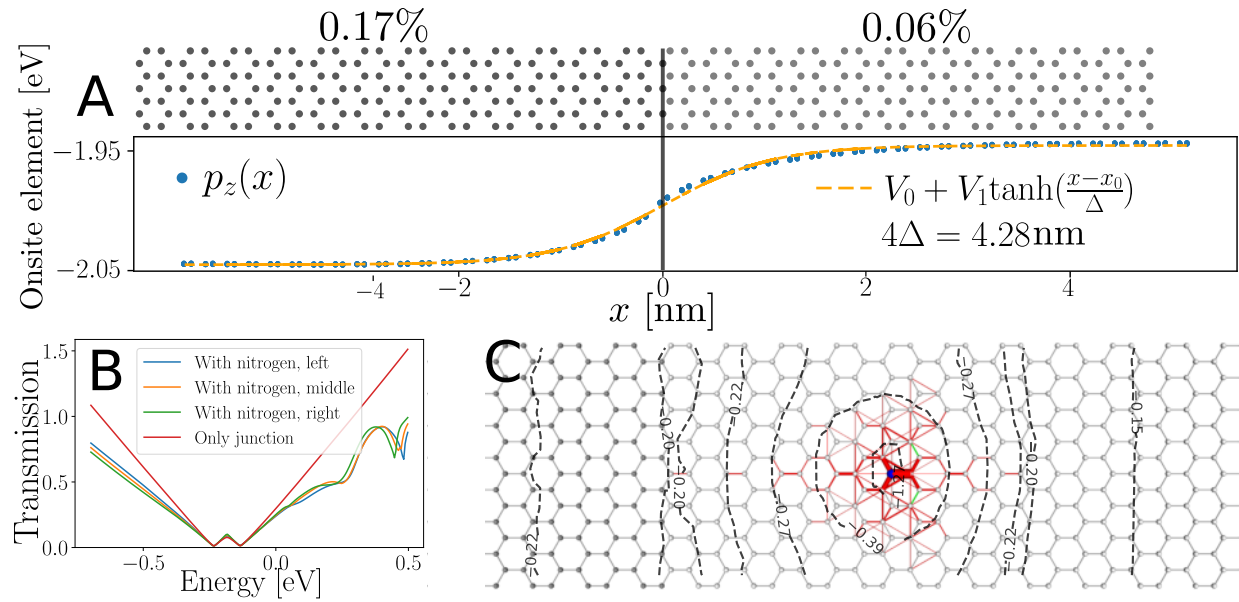 0.17%
0.06%
A
Onsite element [eV]
−1.95
−2.05
p_z(x)
V_0 + V_1tanh(\frac{x−x_0}{Δ})
4Δ = 4.28nm
−4
−2
0
2
4
x [nm]
B
Transmission
1.5
1.0
0.5
0.0
With nitrogen, left
With nitrogen, middle
With nitrogen, right
Only junction
−0.5
0.0
0.5
Energy [eV]
C
−0.22
−0.20
−0.20
−0.22
−0.27
−0.39
−0.27
−0.20
−0.22
−0.15